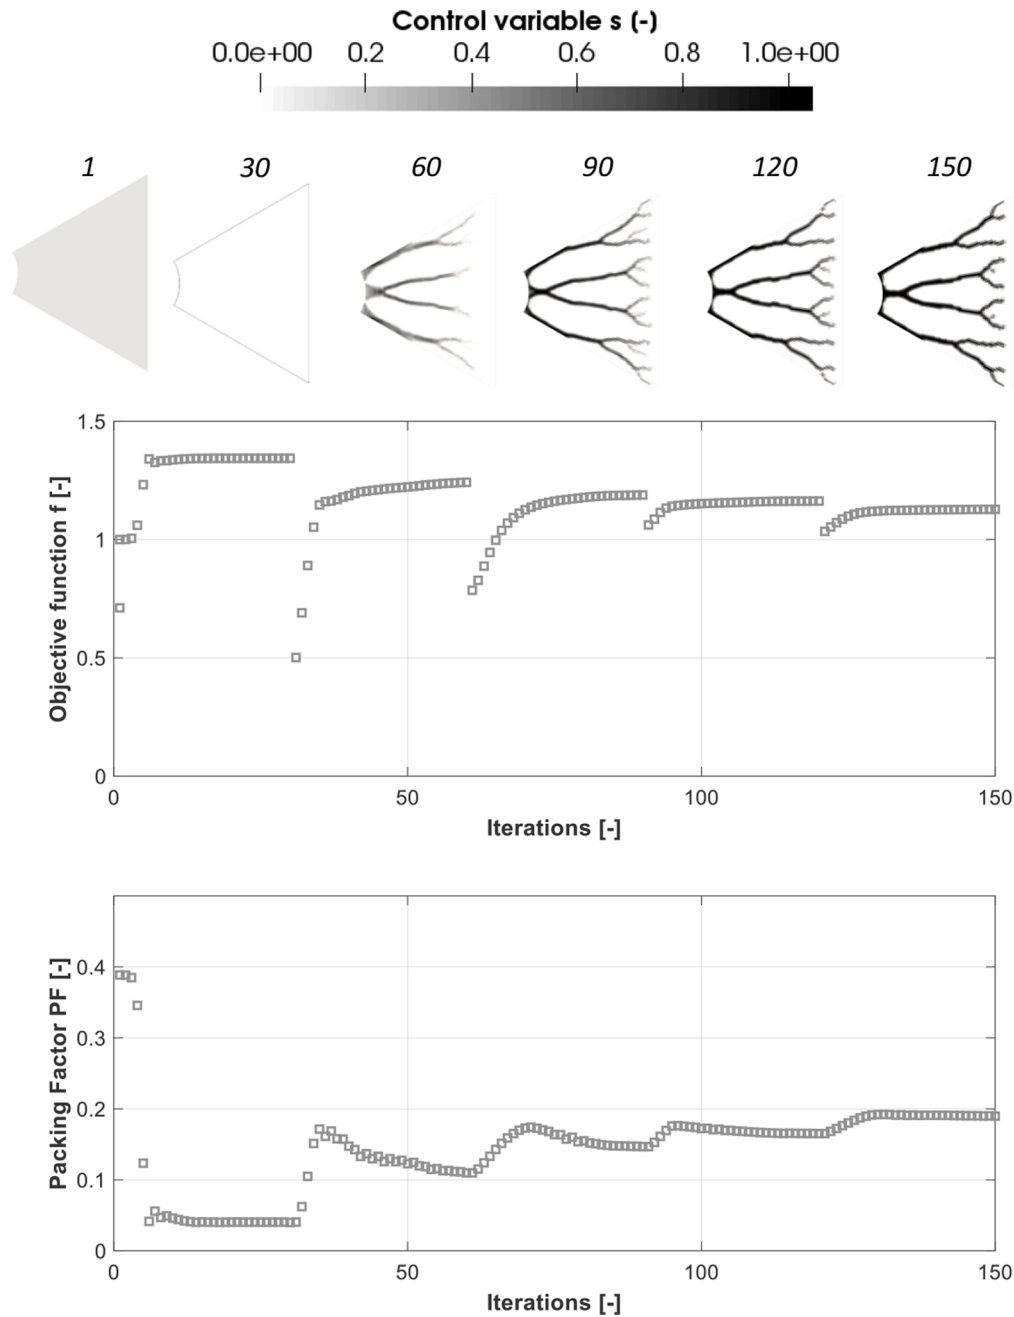 Control variable s (-)
0.0e+00 0.2 0.4 0.6 0.8 1.0e+00
1 30 60 90 120 150
1.5
1
0.5
0
Objective function f [-]
0 50 100 150
Iterations [-]
0.4
0.3
0.2
0.1
0
Packing Factor PF [-]
0 50 100 150
Iterations [-]